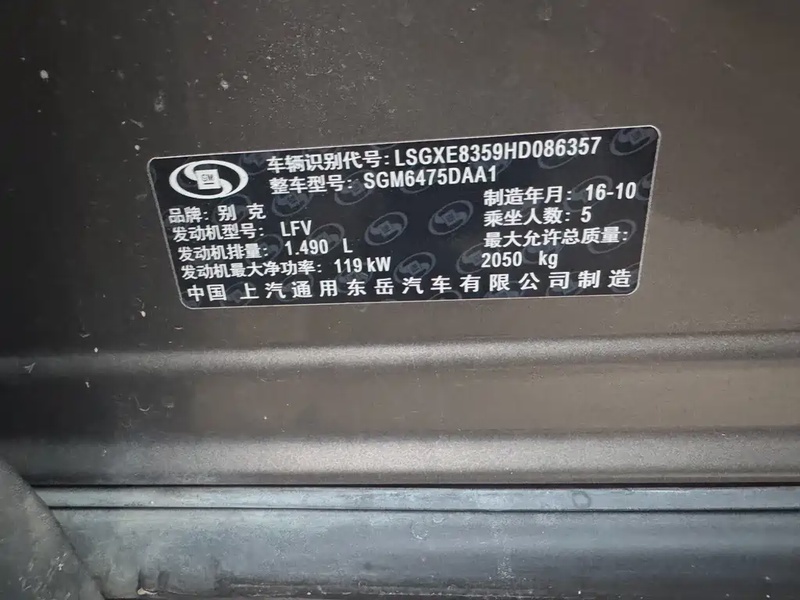 GM
车辆识别代号: LSGXE8359HD086357
整车型号: SGM6475DAA1
品牌: 别克
制造年月: 16-10
发动机型号: LFV
乘坐人数: 5
发动机排量: 1.490 L
最大允许总质量:
发动机最大净功率: 119 kW
2050 kg
中国 上汽通用东岳汽车有限公司制造